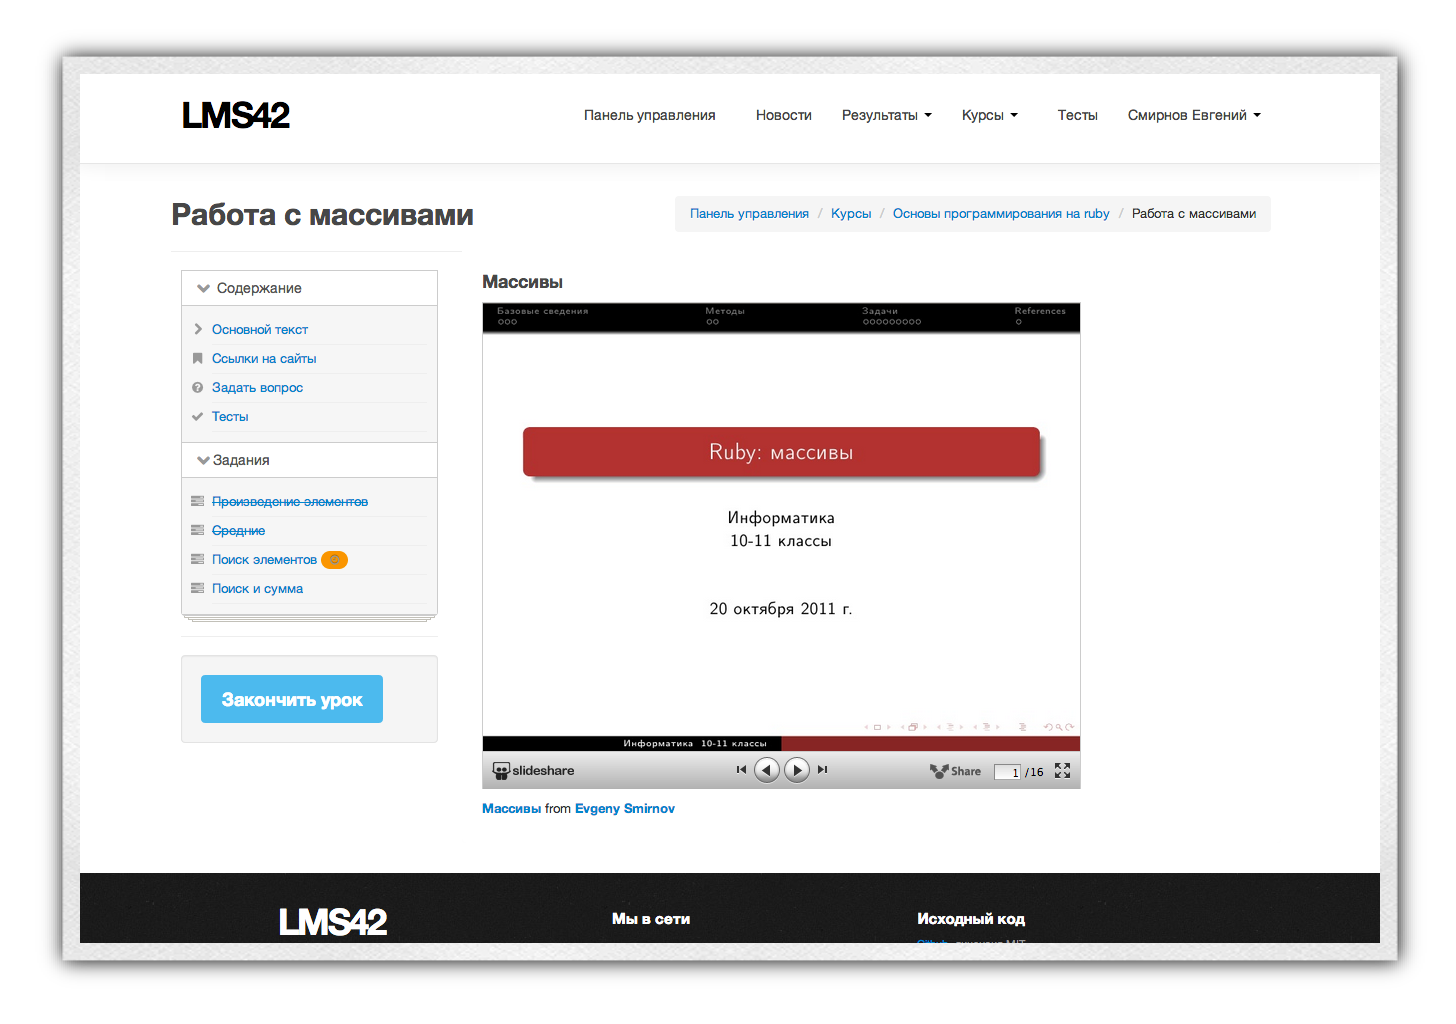 LMS42
Панель управления Новости Результаты Курсы Тесты Смирнов Евгений
Работа с массивами
Панель управления / Курсы / Основы программирования на ruby / Работа с массивами
Содержание
Основной текст
Ссылки на сайты
Задать вопрос
Тесты
Задания
Произведение элементов
Средние
Поиск элементов
Поиск и сумма
Закончить урок
Массивы
Базовые сведения Методы Задачи References
Ruby: массивы
Информатика
10-11 классы
20 октября 2011 г.
Информатика 10-11 классы
slideshare Share 1 /16
Массивы from Evgeny Smirnov
LMS42 Мы в сети Исходный код